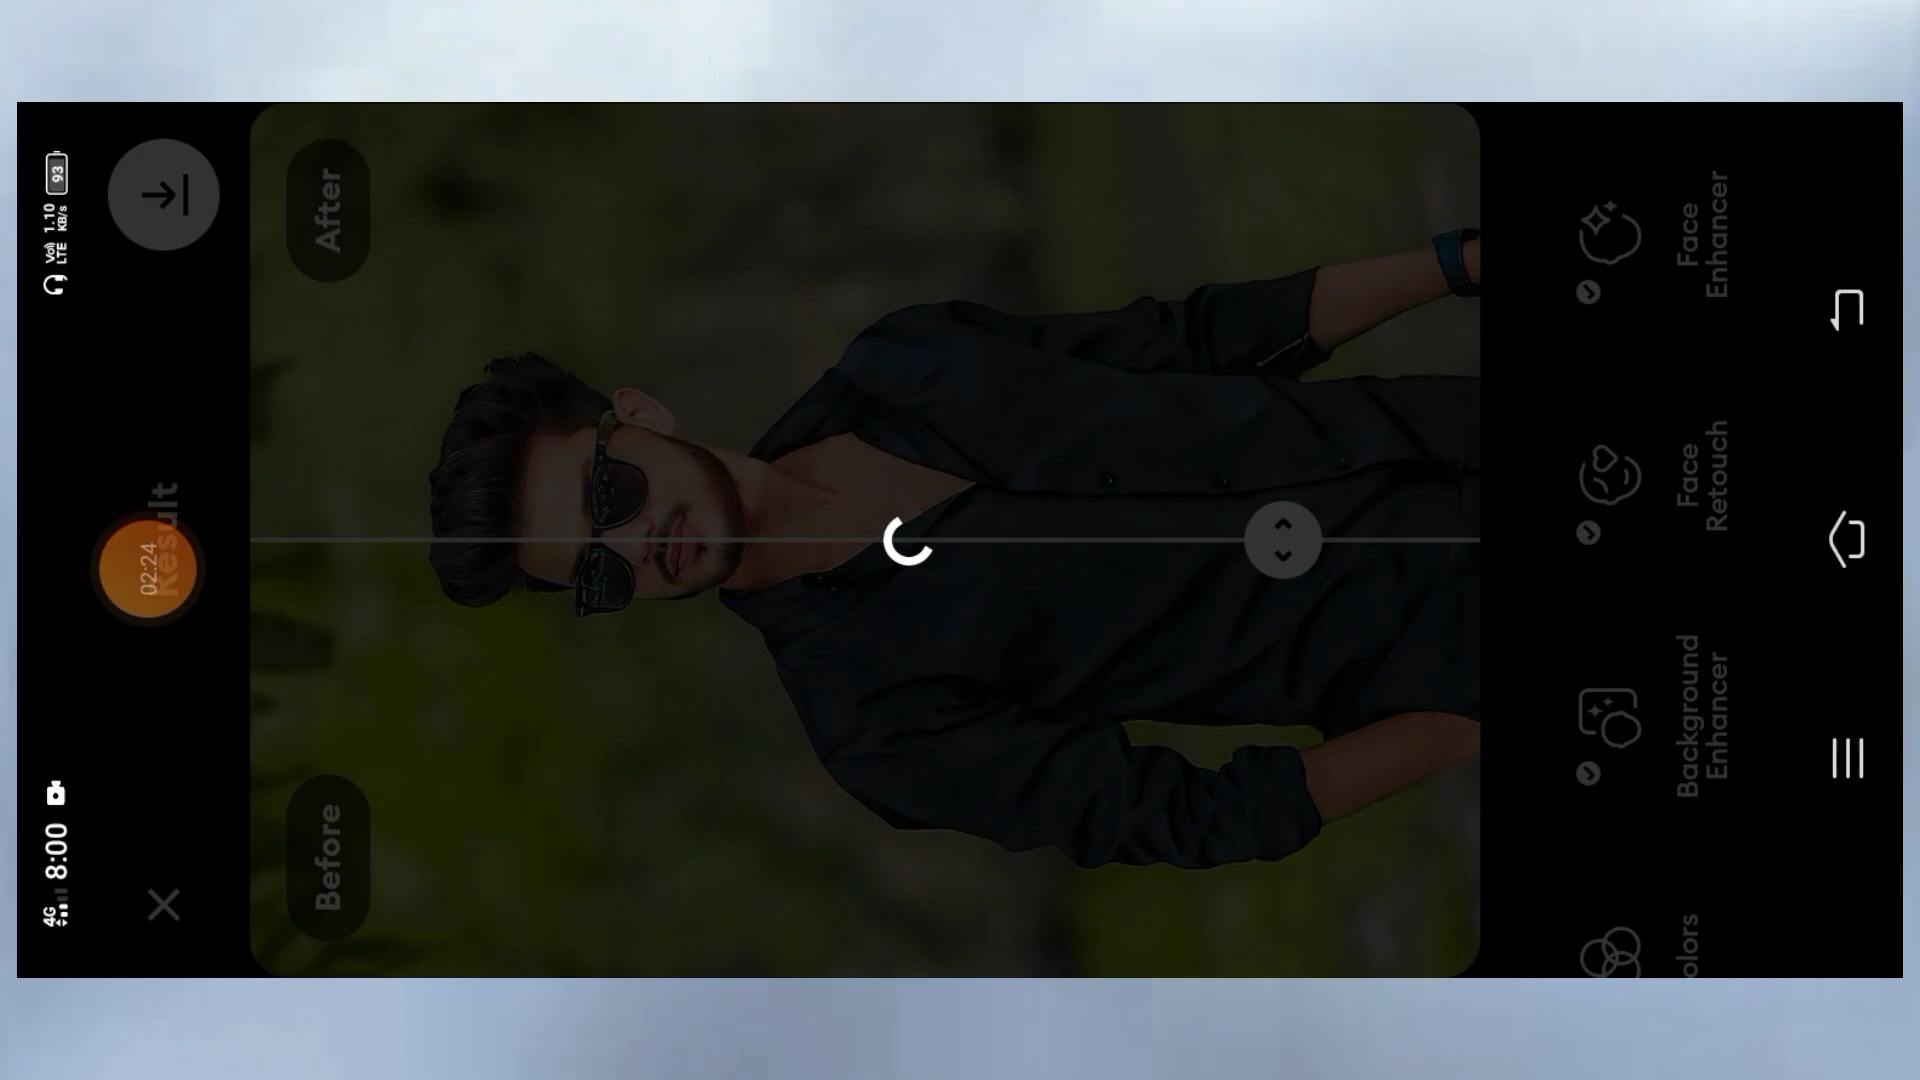 4G 8:00
Vo)) LTE 1.10 KB/s 93
Result
02:24
Before
After
olors
Background
Enhancer
Face
Retouch
Face
Enhancer